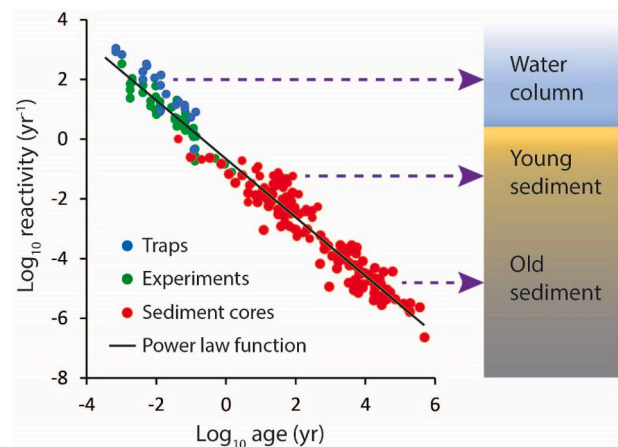 4
2
0
-2
-4
-6
-8
Log10 reactivity (yr-1)
Traps
Experiments
Sediment cores
Power law function
-4
-2
0
2
4
6
Log10 age (yr)
Water
column
Young
sediment
Old
sediment